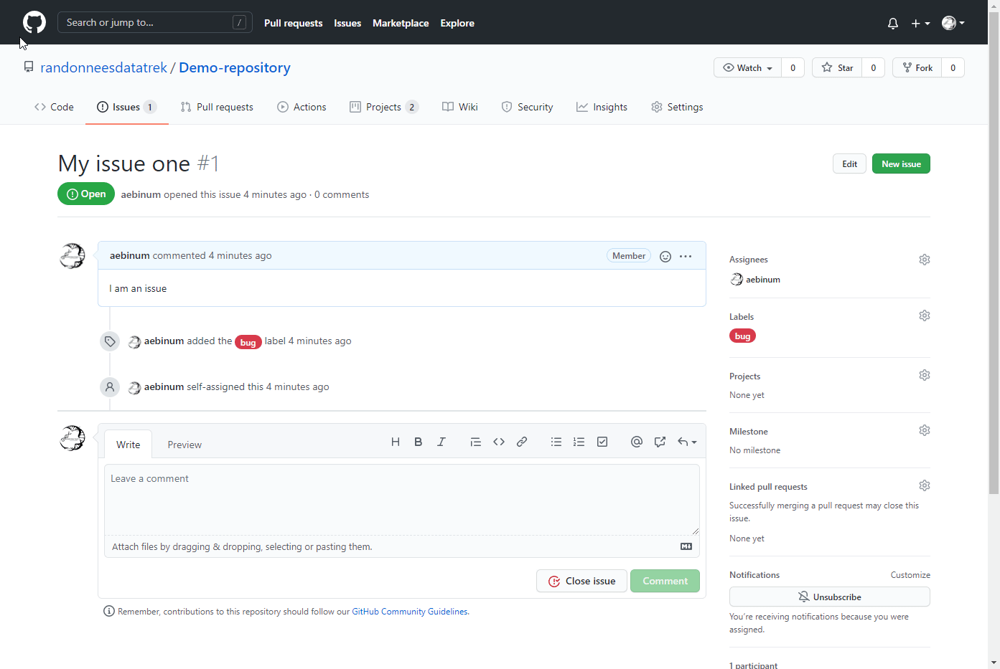 Search or jump to... /
Pull requests Issues Marketplace Explore
randonneesdatatrek / Demo-repository
Watch 0 Star 0 Fork 0
Code Issues 1 Pull requests Actions Projects 2 Wiki Security Insights Settings
My issue one #1
Edit New issue
Open aebinum opened this issue 4 minutes ago · 0 comments
aebinum commented 4 minutes ago Member
I am an issue
aebinum added the bug label 4 minutes ago
aebinum self-assigned this 4 minutes ago
Write Preview
Leave a comment
Attach files by dragging & dropping, selecting or pasting them.
Close issue Comment
Remember, contributions to this repository should follow our GitHub Community Guidelines.
Assignees
aebinum
Labels
bug
Projects
None yet
Milestone
No milestone
Linked pull requests
Successfully merging a pull request may close this
issue.
None yet
Notifications Customize
Unsubscribe
You're receiving notifications because you were
assigned.
1 participant